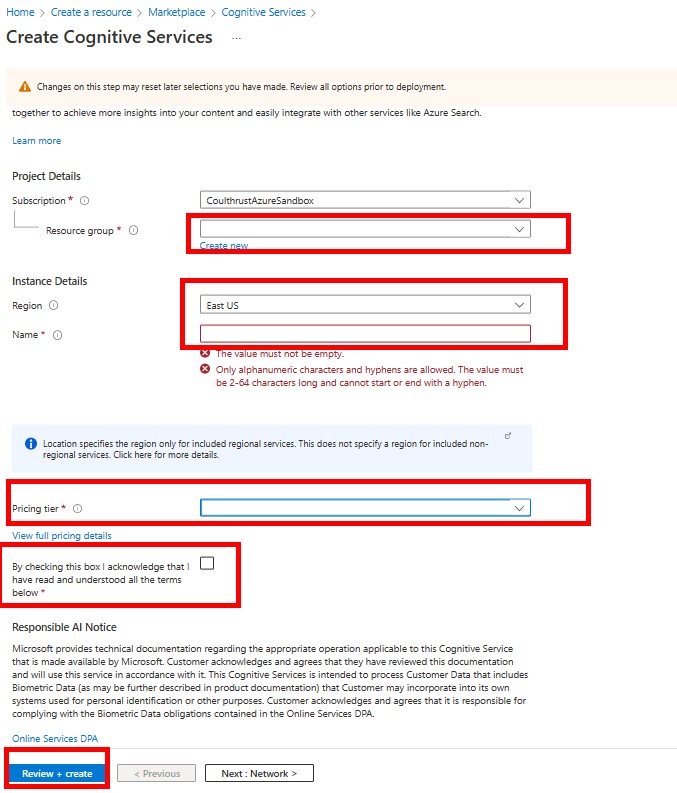 Home > Create a resource > Marketplace > Cognitive Services >
Create Cognitive Services ...
Changes on this step may reset later selections you have made. Review all options prior to deployment.
together to achieve more insights into your content and easily integrate with other services like Azure Search.
Learn more
Project Details
Subscription * CoulthrustAzureSandbox
Resource group *
Create new
Instance Details
Region East US
Name *
The value must not be empty.
Only alphanumeric characters and hyphens are allowed. The value must
be 2-64 characters long and cannot start or end with a hyphen.
Location specifies the region only for included regional services. This does not specify a region for included non-
regional services. Click here for more details.
Pricing tier *
View full pricing details
By checking this box I acknowledge that I
have read and understood all the terms
below *
Responsible AI Notice
Microsoft provides technical documentation regarding the appropriate operation applicable to this Cognitive Service
that is made available by Microsoft. Customer acknowledges and agrees that they have reviewed this documentation
and will use this service in accordance with it. This Cognitive Services is intended to process Customer Data that includes
Biometric Data (as may be further described in product documentation) that Customer may incorporate into its own
systems used for personal identification or other purposes. Customer acknowledges and agrees that it is responsible for
complying with the Biometric Data obligations contained in the Online Services DPA.
Online Services DPA
Review + create < Previous Next : Network >